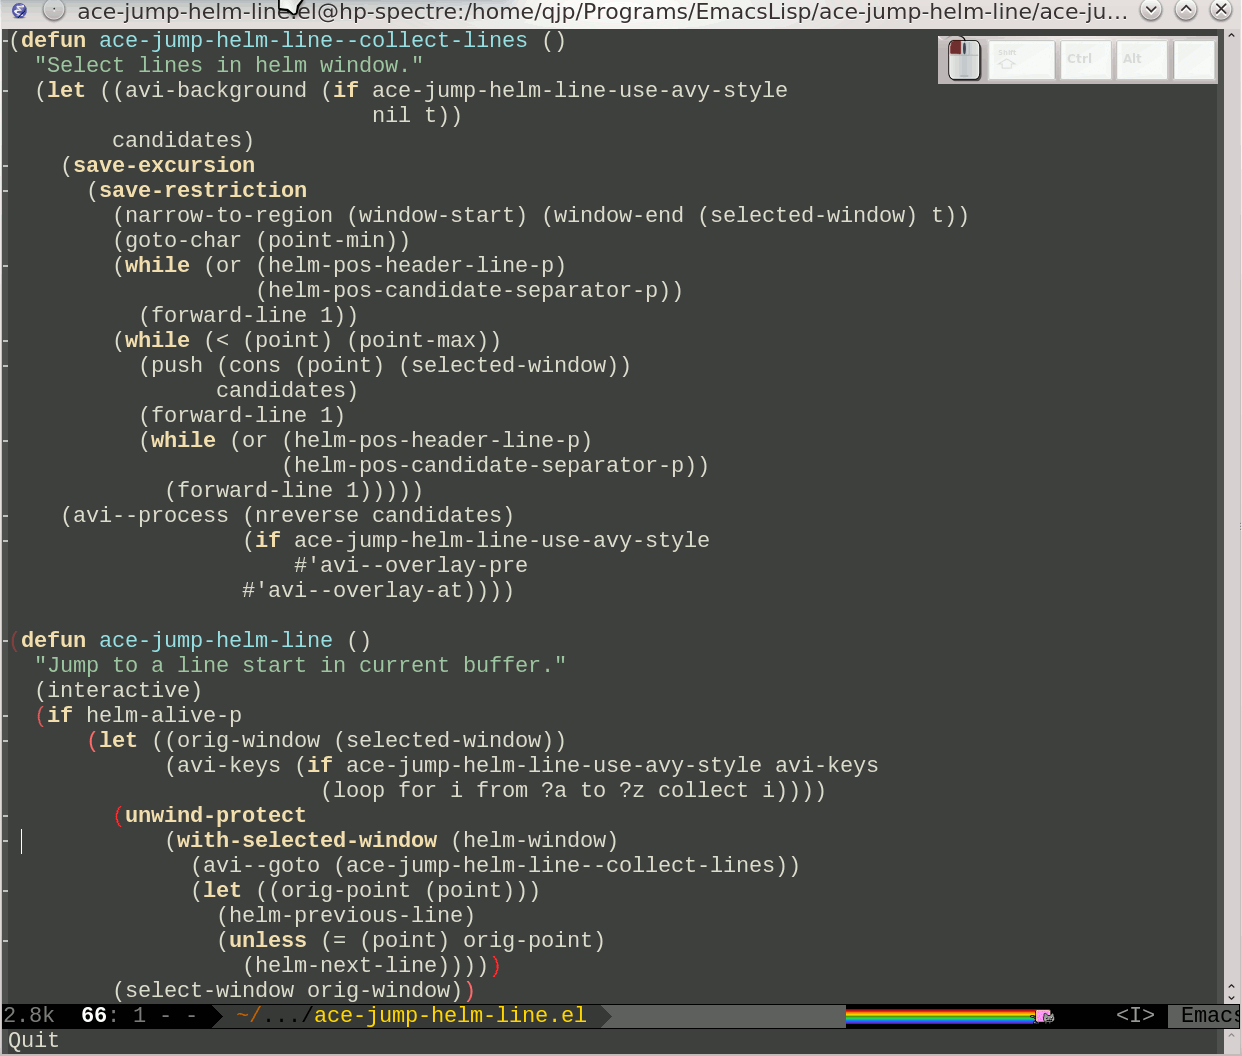 ace-jump-helm-line.el@hp-spectre:/home/qjp/Programs/EmacsLisp/ace-jump-helm-line/ace-ju...
Shift Ctrl Alt
(defun ace-jump-helm-line--collect-lines ()
  "Select lines in helm window."
  (let ((avi-background (if ace-jump-helm-line-use-avy-style
                            nil t))
        candidates)
    (save-excursion
      (save-restriction
        (narrow-to-region (window-start) (window-end (selected-window) t))
        (goto-char (point-min))
        (while (or (helm-pos-header-line-p)
                   (helm-pos-candidate-separator-p))
          (forward-line 1))
        (while (< (point) (point-max))
          (push (cons (point) (selected-window))
                candidates)
          (forward-line 1)
          (while (or (helm-pos-header-line-p)
                     (helm-pos-candidate-separator-p))
            (forward-line 1)))))
    (avi--process (nreverse candidates)
                  (if ace-jump-helm-line-use-avy-style
                      #'avi--overlay-pre
                  #'avi--overlay-at))))
(defun ace-jump-helm-line ()
  "Jump to a line start in current buffer."
  (interactive)
  (if helm-alive-p
      (let ((orig-window (selected-window))
            (avi-keys (if ace-jump-helm-line-use-avy-style avi-keys
                        (loop for i from ?a to ?z collect i))))
        (unwind-protect
            (with-selected-window (helm-window)
              (avi--goto (ace-jump-helm-line--collect-lines))
              (let ((orig-point (point)))
                (helm-previous-line)
                (unless (= (point) orig-point)
                  (helm-next-line)))))
        (select-window orig-window))
2.8k 66: 1 - - ~/.../ace-jump-helm-line.el <I> Emacs
Quit